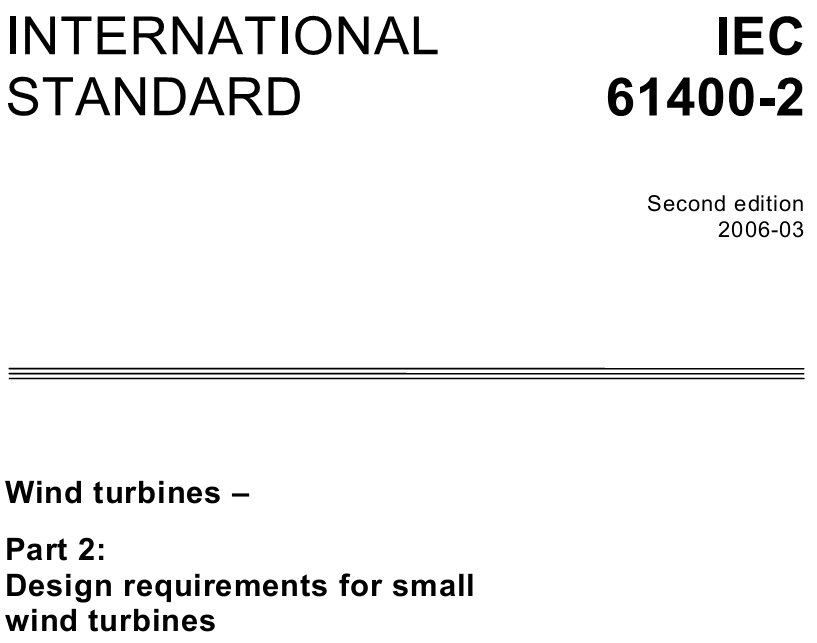 INTERNATIONAL
STANDARD
IEC
61400-2
Second edition
2006-03
Wind turbines –
Part 2:
Design requirements for small
wind turbines